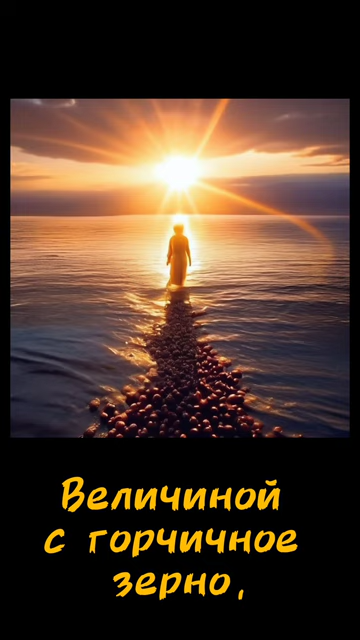 Величиной
с горчичное
зерно,